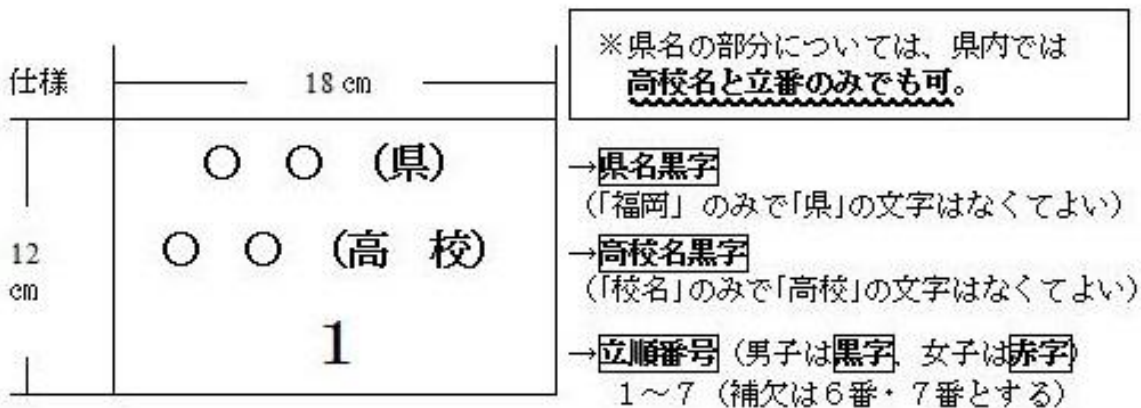 ※県名の部分については、県内では
高校名と立番のみでも可。
仕様
18 cm
12
cm
○ ○ (県)
○ ○ (高 校)
1
→県名黒字
(「福岡」のみで「県」の文字はなくてよい)
→高校名黒字
(「校名」のみで「高校」の文字はなくてよい)
→立順番号 (男子は黒字、女子は赤字)
1～7 (補欠は6番・7番とする)